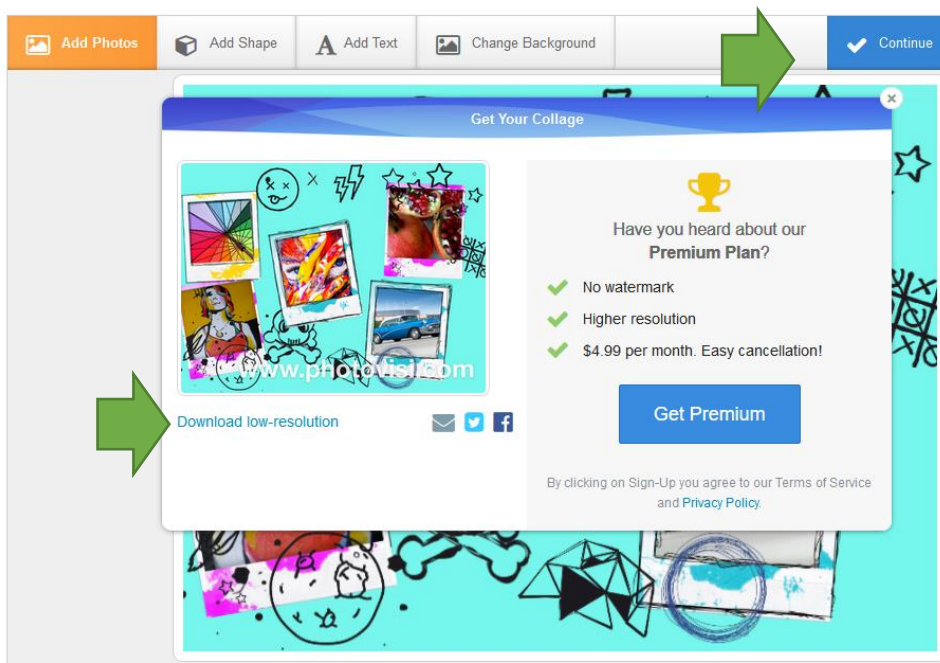 Add Photos
Add Shape
Add Text
Change Background
Continue
Get Your Collage
www.photovisi.com
Download low-resolution
Have you heard about our
Premium Plan?
No watermark
Higher resolution
$4.99 per month. Easy cancellation!
Get Premium
By clicking on Sign-Up you agree to our Terms of Service
and Privacy Policy.